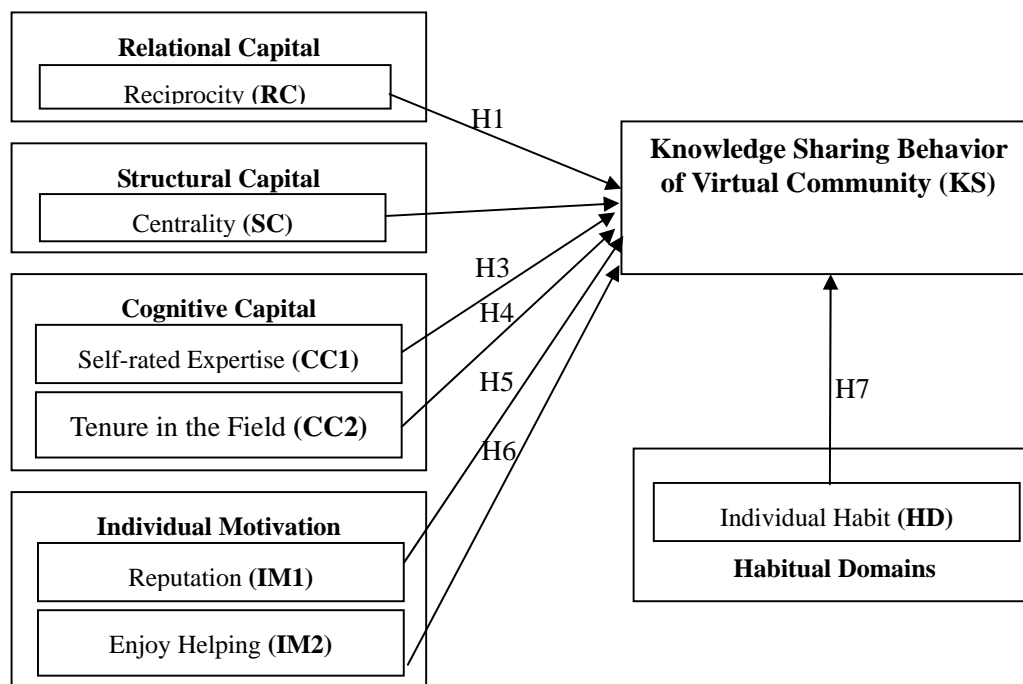 Relational Capital
Reciprocity (RC)
H1
Structural Capital
Centrality (SC)
Knowledge Sharing Behavior
of Virtual Community (KS)
Cognitive Capital
Self-rated Expertise (CC1)
Tenure in the Field (CC2)
H3
H4
H5
H6
H7
Individual Motivation
Reputation (IM1)
Enjoy Helping (IM2)
Individual Habit (HD)
Habitual Domains